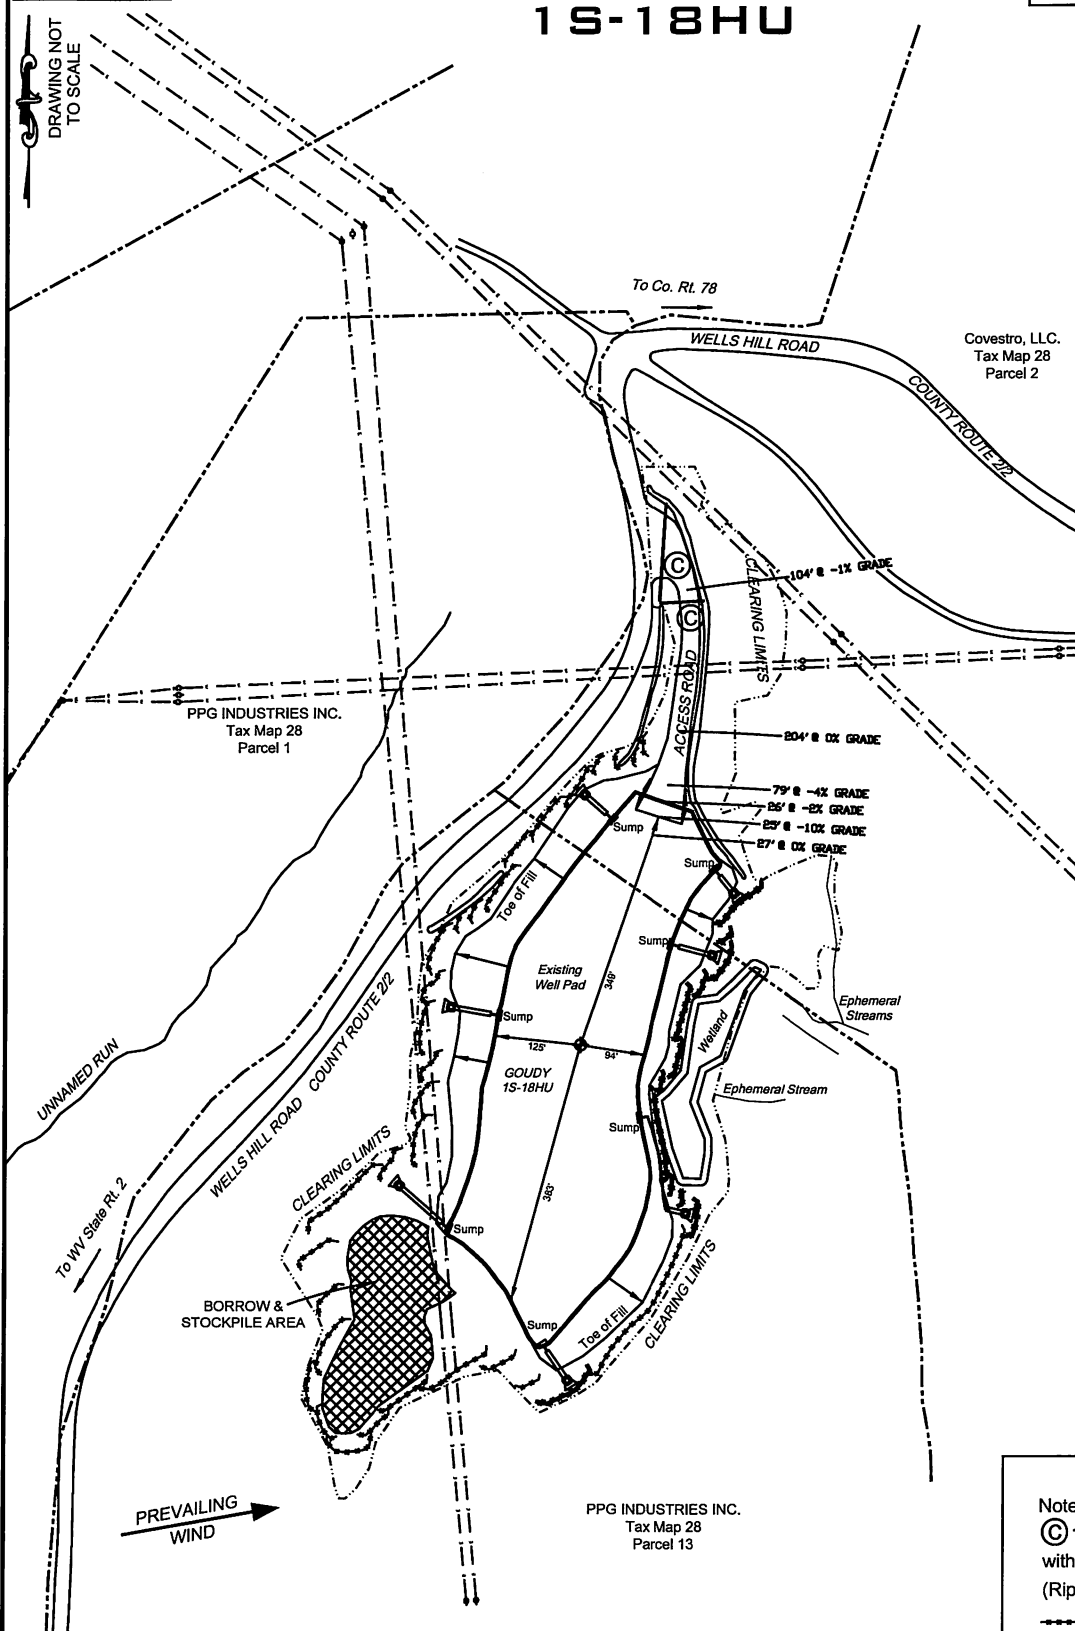 1S-18HU
DRAWING NOT
TO SCALE
To Co. Rt. 78
WELLS HILL ROAD
COUNTY ROUTE 2/2
Covestro, LLC.
Tax Map 28
Parcel 2
C
104' @ -1% GRADE
C
CLEARING LIMITS
ACCESS ROAD
PPG INDUSTRIES INC.
Tax Map 28
Parcel 1
204' @ 0% GRADE
79' @ -4% GRADE
26' @ -2% GRADE
25' @ -10% GRADE
27' @ 0% GRADE
Sump
Sump
Toe of Fill
Sump
Existing
Well Pad
349'
Ephemeral
Streams
Wetland
Sump
125'
94'
GOUDY
1S-18HU
Ephemeral Stream
Sump
UNNAMED RUN
WELLS HILL ROAD
COUNTY ROUTE 2/2
CLEARING LIMITS
383'
Sump
To WV State Rt. 2
BORROW &
STOCKPILE AREA
Sump
Toe of Fill
CLEARING LIMITS
PREVAILING
WIND
PPG INDUSTRIES INC.
Tax Map 28
Parcel 13
Note
C
with
(Rip